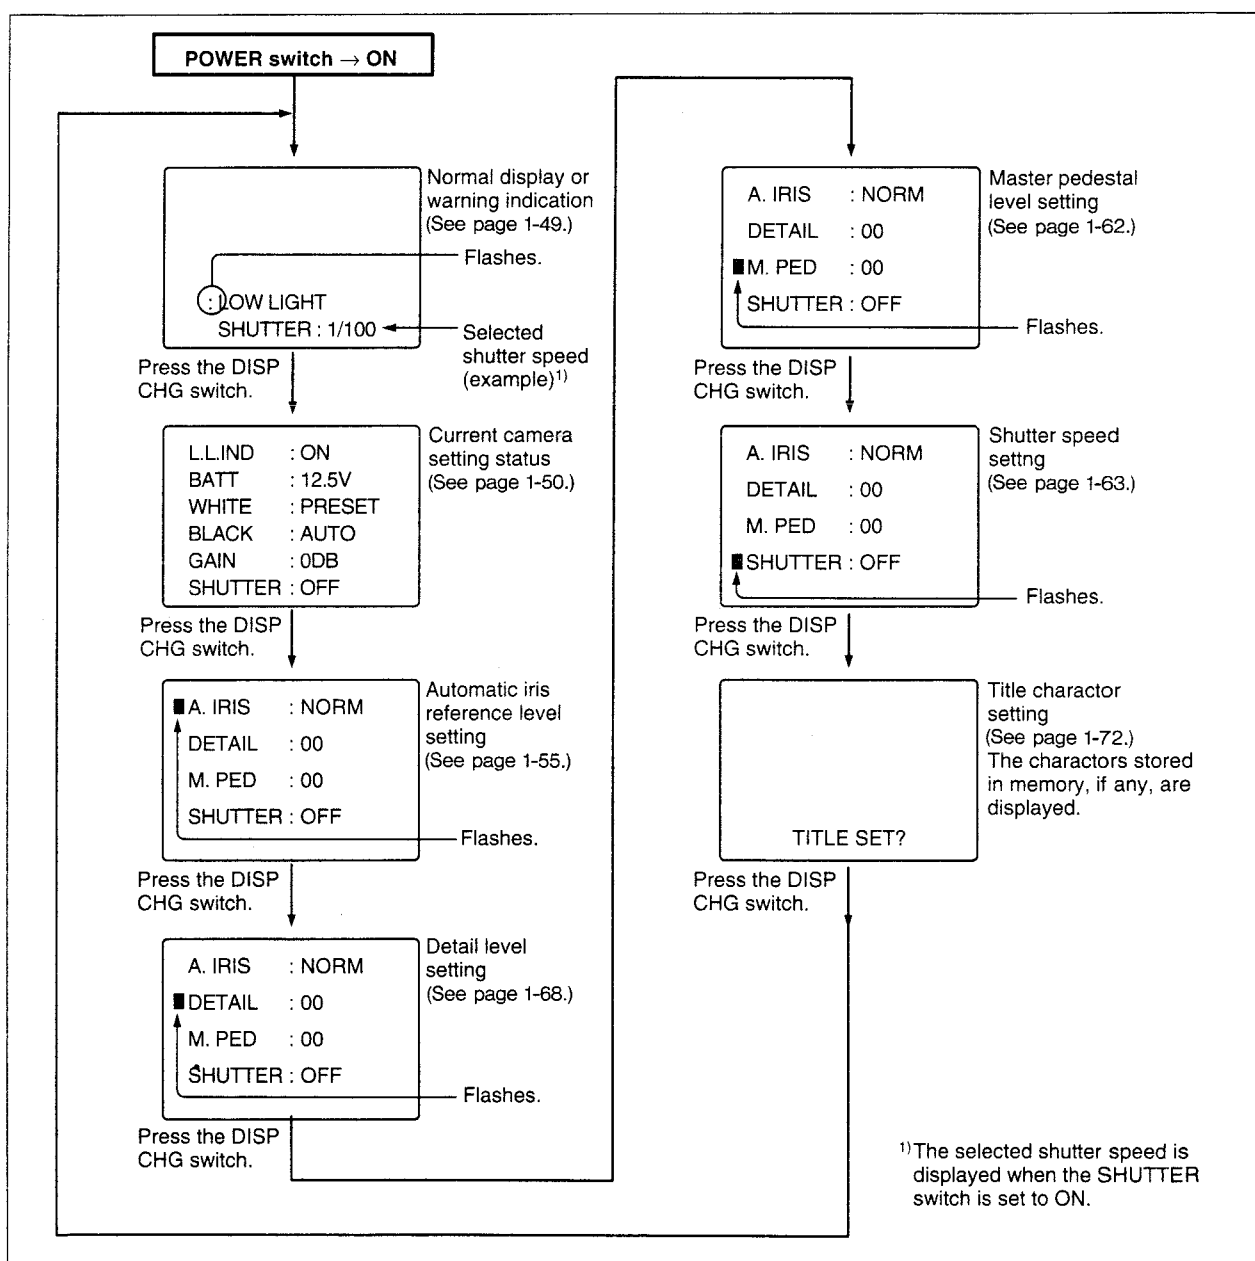 POWER switch → ON
Normal display or
warning indication
(See page 1-49.)
Flashes.
: LOW LIGHT
SHUTTER : 1/100
Selected
shutter speed
(example)1)
Press the DISP
CHG switch.
L.L.IND : ON
BATT : 12.5V
WHITE : PRESET
BLACK : AUTO
GAIN : 0DB
SHUTTER : OFF
Current camera
setting status
(See page 1-50.)
Press the DISP
CHG switch.
A. IRIS : NORM
DETAIL : 00
M. PED : 00
SHUTTER : OFF
Automatic iris
reference level
setting
(See page 1-55.)
Flashes.
Press the DISP
CHG switch.
A. IRIS : NORM
DETAIL : 00
M. PED : 00
SHUTTER : OFF
Detail level
setting
(See page 1-68.)
Flashes.
Press the DISP
CHG switch.
A. IRIS : NORM
DETAIL : 00
M. PED : 00
SHUTTER : OFF
Master pedestal
level setting
(See page 1-62.)
Flashes.
Press the DISP
CHG switch.
A. IRIS : NORM
DETAIL : 00
M. PED : 00
SHUTTER : OFF
Shutter speed
settng
(See page 1-63.)
Flashes.
Press the DISP
CHG switch.
TITLE SET?
Title charactor
setting
(See page 1-72.)
The charactors stored
in memory, if any, are
displayed.
Press the DISP
CHG switch.
1) The selected shutter speed is
displayed when the SHUTTER
switch is set to ON.